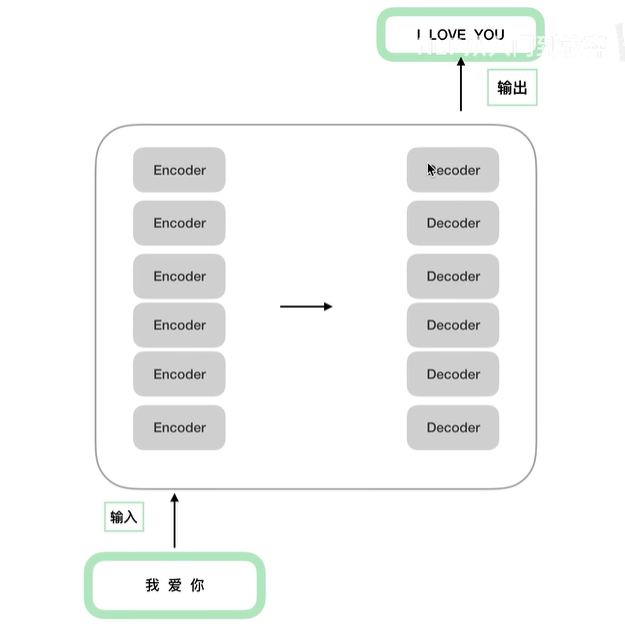 I LOVE YOU
输出
Encoder
Decoder
Encoder
Decoder
Encoder
Decoder
Encoder
Decoder
Encoder
Decoder
Encoder
Decoder
输入
我 爱 你